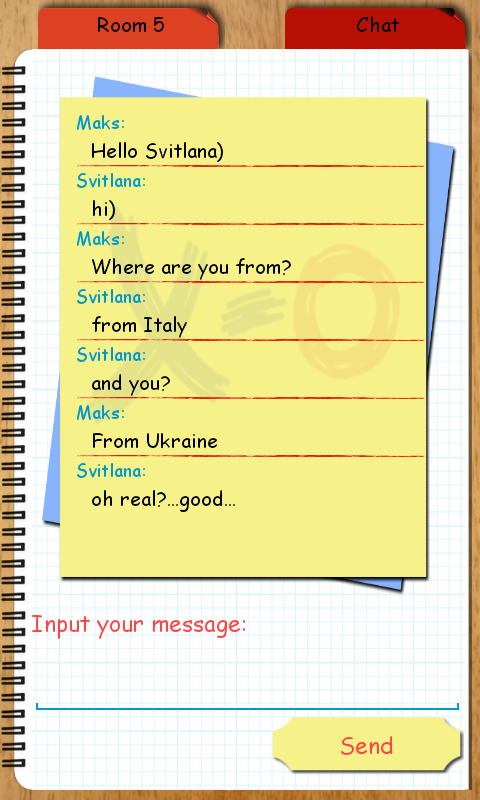 Room 5
Chat
Maks:
Hello Svitlana)
Svitlana:
hi)
Maks:
Where are you from?
Svitlana:
from Italy
Svitlana:
and you?
Maks:
From Ukraine
Svitlana:
oh real?...good...
X=O
Input your message:
Send